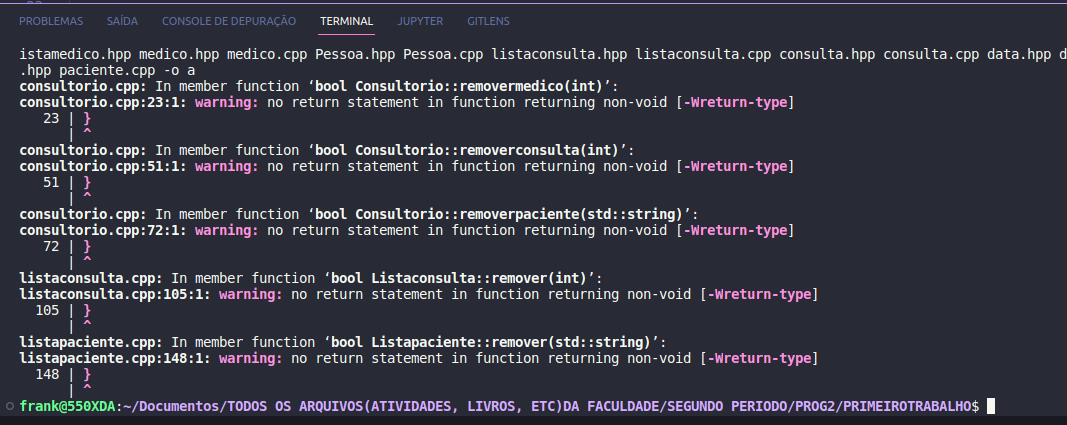 PROBLEMAS SAÍDA CONSOLE DE DEPURAÇÃO TERMINAL JUPYTER GITLENS
istamedico.hpp medico.hpp medico.cpp Pessoa.hpp Pessoa.cpp listaconsulta.hpp listaconsulta.cpp consulta.hpp consulta.cpp data.hpp d
.hpp paciente.cpp -o a
consultorio.cpp: In member function ‘bool Consultorio::removermedico(int)’:
consultorio.cpp:23:1: warning: no return statement in function returning non-void [-Wreturn-type]
23 | }
| ^
consultorio.cpp: In member function ‘bool Consultorio::removerconsulta(int)’:
consultorio.cpp:51:1: warning: no return statement in function returning non-void [-Wreturn-type]
51 | }
| ^
consultorio.cpp: In member function ‘bool Consultorio::removerpaciente(std::string)’:
consultorio.cpp:72:1: warning: no return statement in function returning non-void [-Wreturn-type]
72 | }
| ^
listaconsulta.cpp: In member function ‘bool Listaconsulta::remover(int)’:
listaconsulta.cpp:105:1: warning: no return statement in function returning non-void [-Wreturn-type]
105 | }
| ^
listapaciente.cpp: In member function ‘bool Listapaciente::remover(std::string)’:
listapaciente.cpp:148:1: warning: no return statement in function returning non-void [-Wreturn-type]
148 | }
| ^
frank@550XDA:~/Documentos/TODOS OS ARQUIVOS(ATIVIDADES, LIVROS, ETC)DA FACULDADE/SEGUNDO PERIODO/PROG2/PRIMEIROTRABALHO$